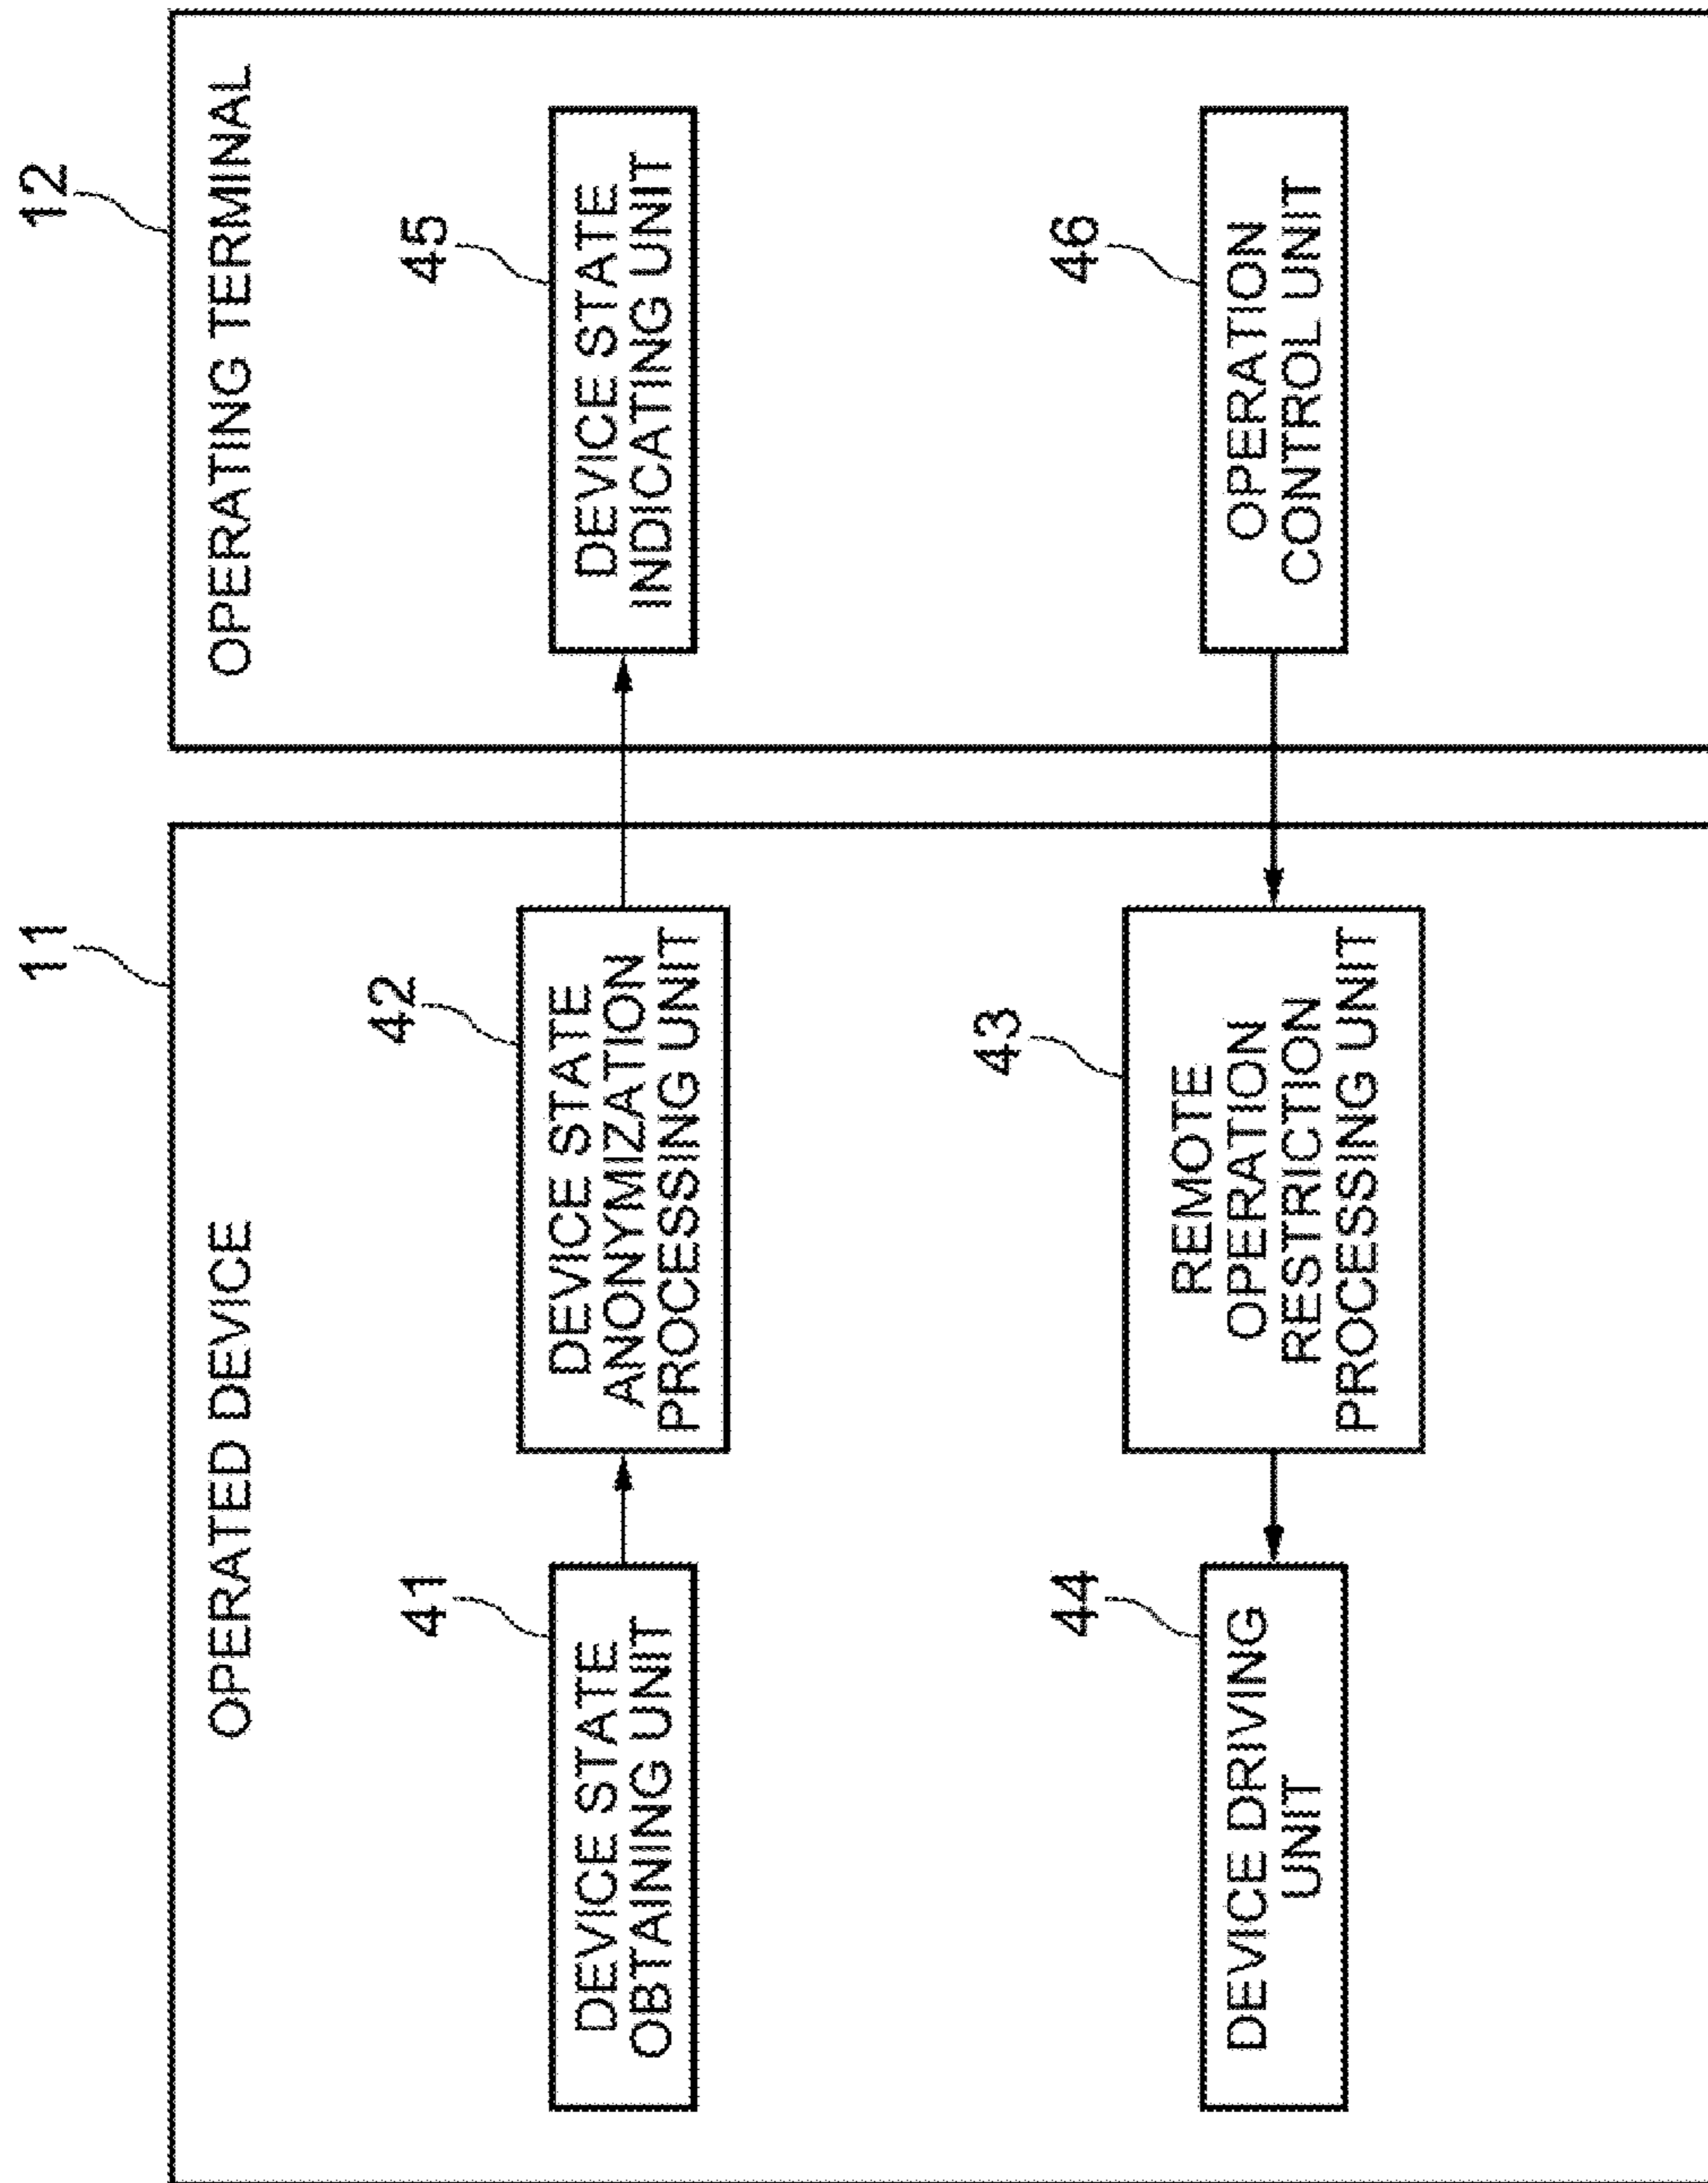 11
OPERATED DEVICE
41
DEVICE STATE
OBTAINING UNIT
42
DEVICE STATE
ANONYMIZATION
PROCESSING UNIT
44
DEVICE DRIVING
UNIT
43
REMOTE
OPERATION
RESTRICTION
PROCESSING UNIT
12
OPERATING TERMINAL
45
DEVICE STATE
INDICATING UNIT
46
OPERATION
CONTROL UNIT